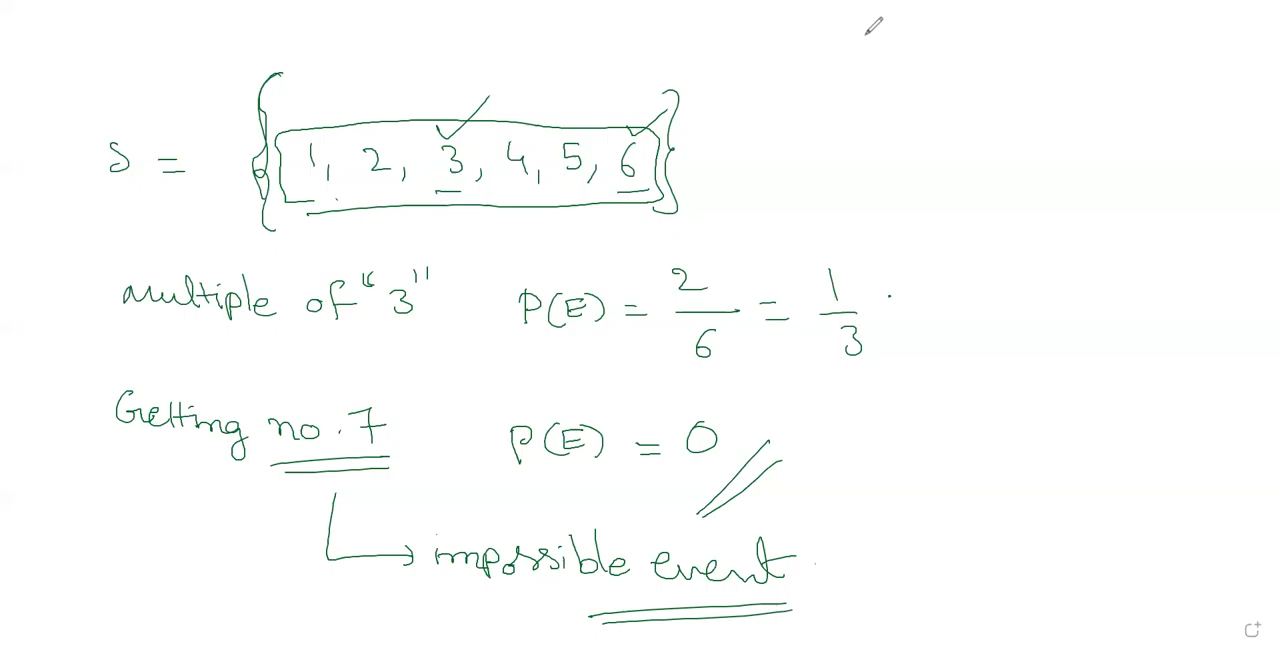 S = { 1, 2, 3, 4, 5, 6 }
multiple of "3" P(E) = 2/6 = 1/3 .
Getting no. 7 P(E) = 0
impossible event